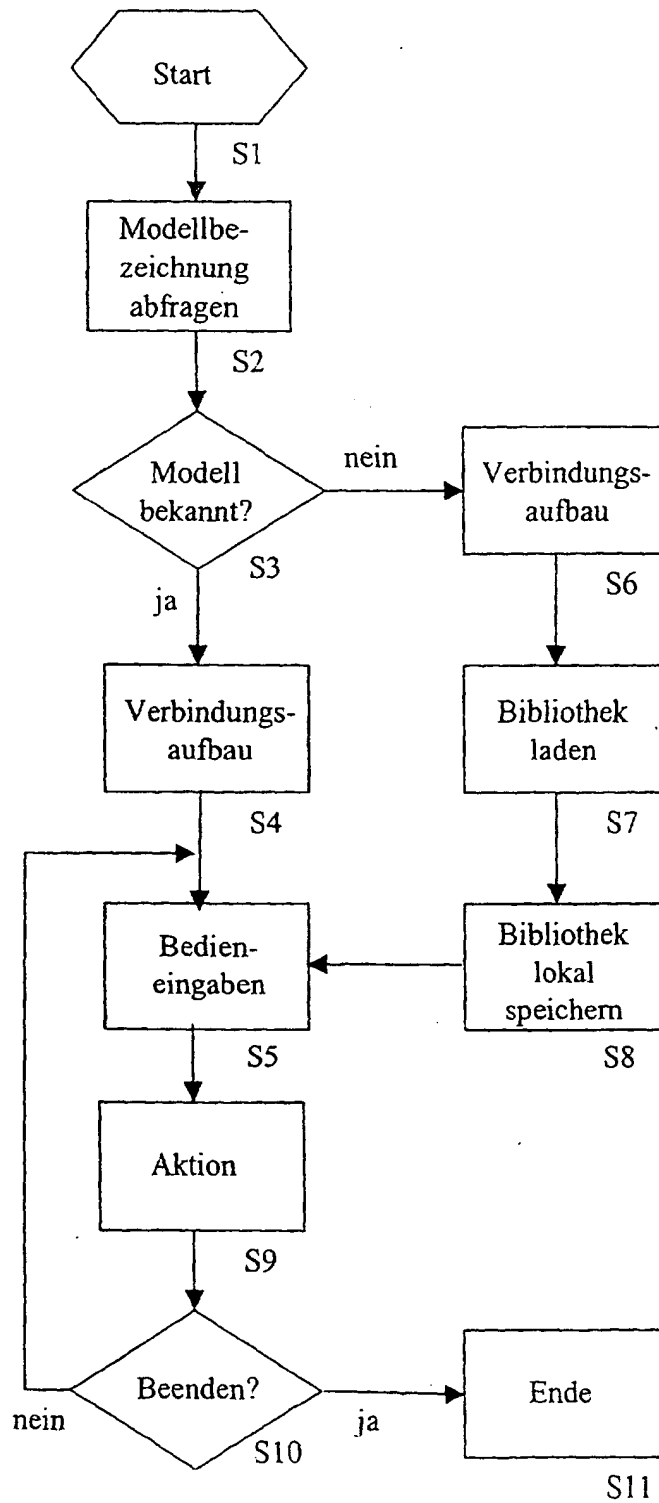 Start
S1
Modellbe-
zeichnung
abfragen
S2
Modell
bekannt?
S3
nein
Verbindungs-
aufbau
S6
ja
Verbindungs-
aufbau
S4
Bibliothek
laden
S7
Bedien-
eingaben
S5
Bibliothek
lokal
speichern
S8
Aktion
S9
Beenden?
S10
nein
ja
Ende
S11